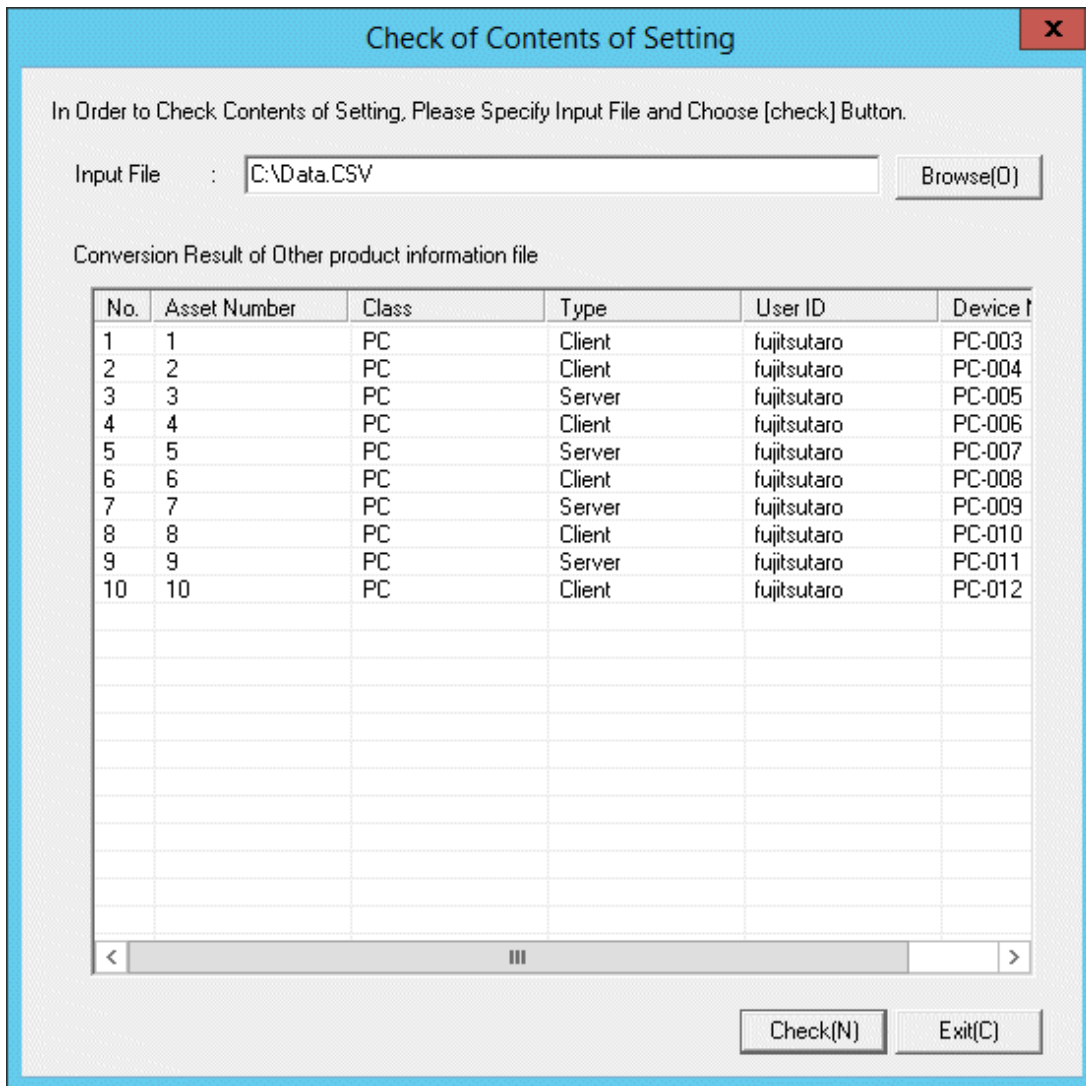 Check of Contents of Setting
x
In Order to Check Contents of Setting, Please Specify Input File and Choose [check] Button.
Input File : C:\Data.CSV Browse(O)
Conversion Result of Other product information file
No. Asset Number Class Type User ID Device
1 1 PC Client fujitsutaro PC-003
2 2 PC Client fujitsutaro PC-004
3 3 PC Server fujitsutaro PC-005
4 4 PC Client fujitsutaro PC-006
5 5 PC Server fujitsutaro PC-007
6 6 PC Client fujitsutaro PC-008
7 7 PC Server fujitsutaro PC-009
8 8 PC Client fujitsutaro PC-010
9 9 PC Server fujitsutaro PC-011
10 10 PC Client fujitsutaro PC-012
Check(N) Exit(C)